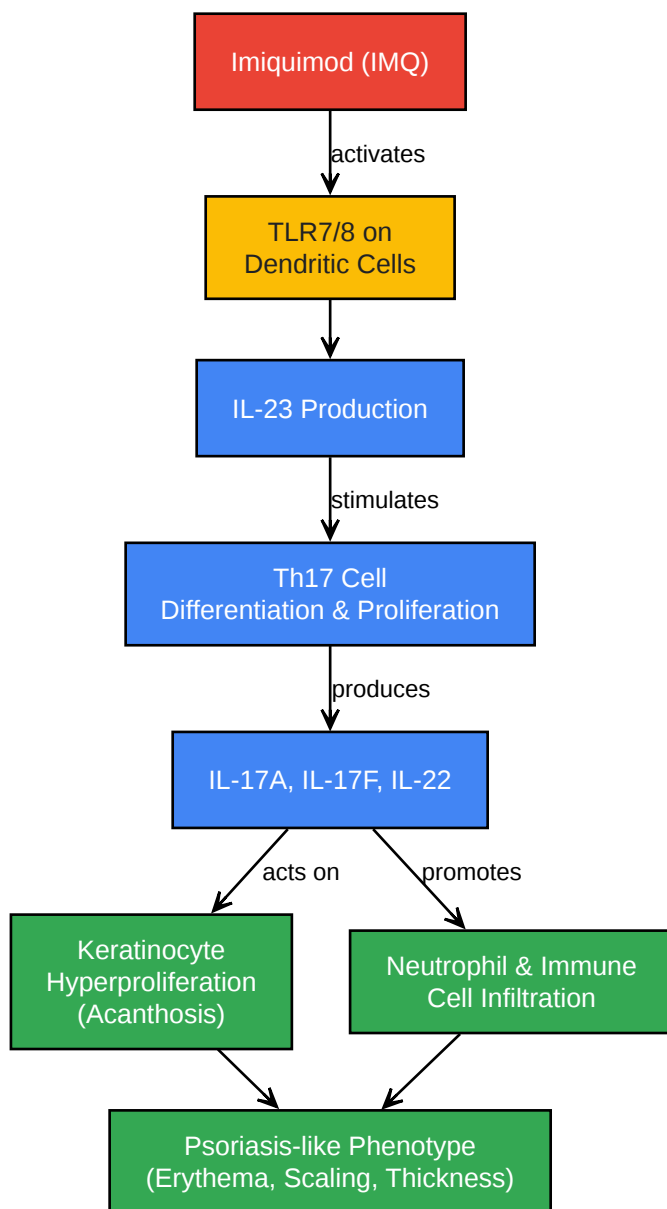 Imiquimod (IMQ)
activates
TLR7/8 on
Dendritic Cells
IL-23 Production
stimulates
Th17 Cell
Differentiation & Proliferation
produces
IL-17A, IL-17F, IL-22
acts on
promotes
Keratinocyte
Hyperproliferation
(Acanthosis)
Neutrophil & Immune
Cell Infiltration
Psoriasis-like Phenotype
(Erythema, Scaling, Thickness)